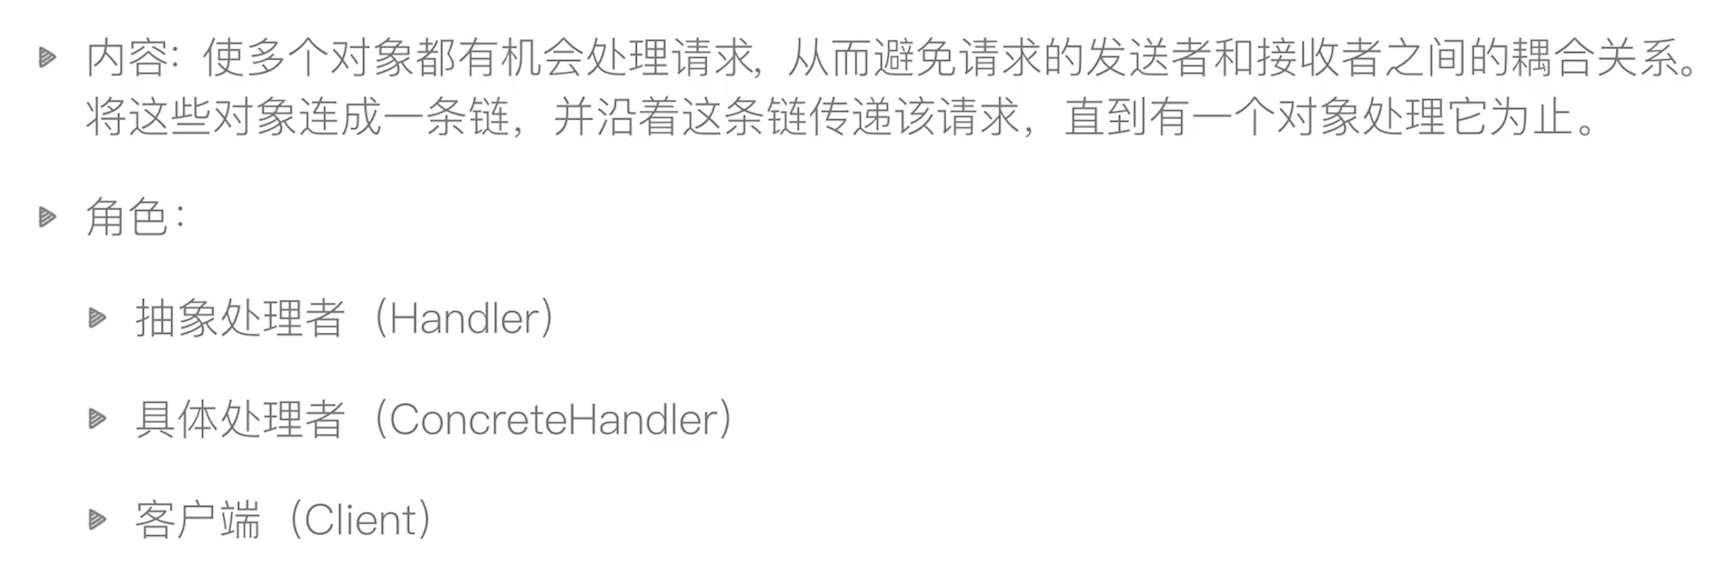 内容：使多个对象都有机会处理请求，从而避免请求的发送者和接收者之间的耦合关系。
将这些对象连成一条链，并沿着这条链传递该请求，直到有一个对象处理它为止。
角色：
抽象处理者（Handler）
具体处理者（ConcreteHandler）
客户端（Client）